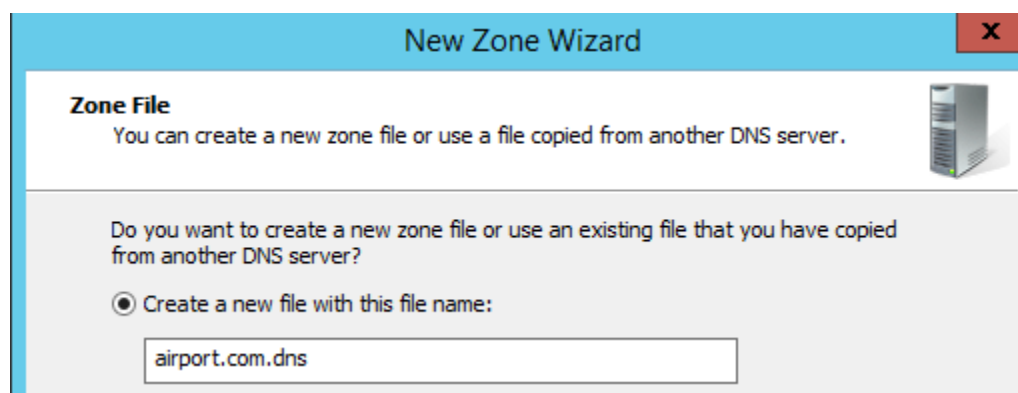 New Zone Wizard
x
Zone File
You can create a new zone file or use a file copied from another DNS server.
Do you want to create a new zone file or use an existing file that you have copied
from another DNS server?
Create a new file with this file name:
airport.com.dns